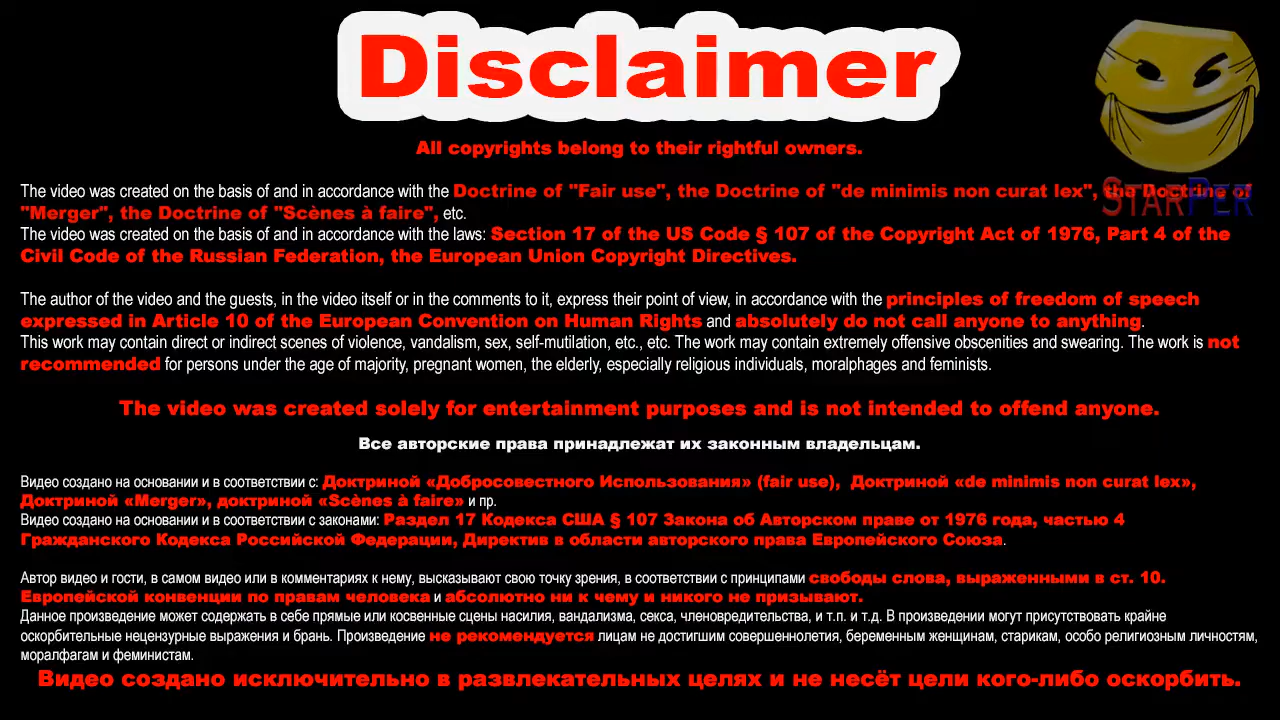 Disclaimer
All copyrights belong to their rightful owners.
The video was created on the basis of and in accordance with the Doctrine of "Fair use", the Doctrine of "de minimis non curat lex", the Doctrine of
"Merger", the Doctrine of "Scènes à faire", etc.
StarPer
The video was created on the basis of and in accordance with the laws: Section 17 of the US Code § 107 of the Copyright Act of 1976, Part 4 of the
Civil Code of the Russian Federation, the European Union Copyright Directives.
The author of the video and the guests, in the video itself or in the comments to it, express their point of view, in accordance with the principles of freedom of speech
expressed in Article 10 of the European Convention on Human Rights and absolutely do not call anyone to anything.
This work may contain direct or indirect scenes of violence, vandalism, sex, self-mutilation, etc., etc. The work may contain extremely offensive obscenities and swearing. The work is not
recommended for persons under the age of majority, pregnant women, the elderly, especially religious individuals, moralphages and feminists.
The video was created solely for entertainment purposes and is not intended to offend anyone.
Все авторские права принадлежат их законным владельцам.
Видео создано на основании и в соответствии с: Доктриной «Добросовестного Использования» (fair use), Доктриной «de minimis non curat lex»,
Доктриной «Merger», доктриной «Scènes à faire» и пр.
Видео создано на основании и в соответствии с законами: Раздел 17 Кодекса США § 107 Закона об Авторском праве от 1976 года, частью 4
Гражданского Кодекса Российской Федерации, Директив в области авторского права Европейского Союза.
Автор видео и гости, в самом видео или в комментариях к нему, высказывают свою точку зрения, в соответствии с принципами свободы слова, выраженными в ст. 10.
Европейской конвенции по правам человека и абсолютно ни к чему и никого не призывают.
Данное произведение может содержать в себе прямые или косвенные сцены насилия, вандализма, секса, членовредительства, и т.п. и т.д. В произведении могут присутствовать крайне
оскорбительные нецензурные выражения и брань. Произведение не рекомендуется лицам не достигшим совершеннолетия, беременным женщинам, старикам, особо религиозным личностям,
моралфагам и феминистам.
Видео создано исключительно в развлекательных целях и не несёт цели кого-либо оскорбить.